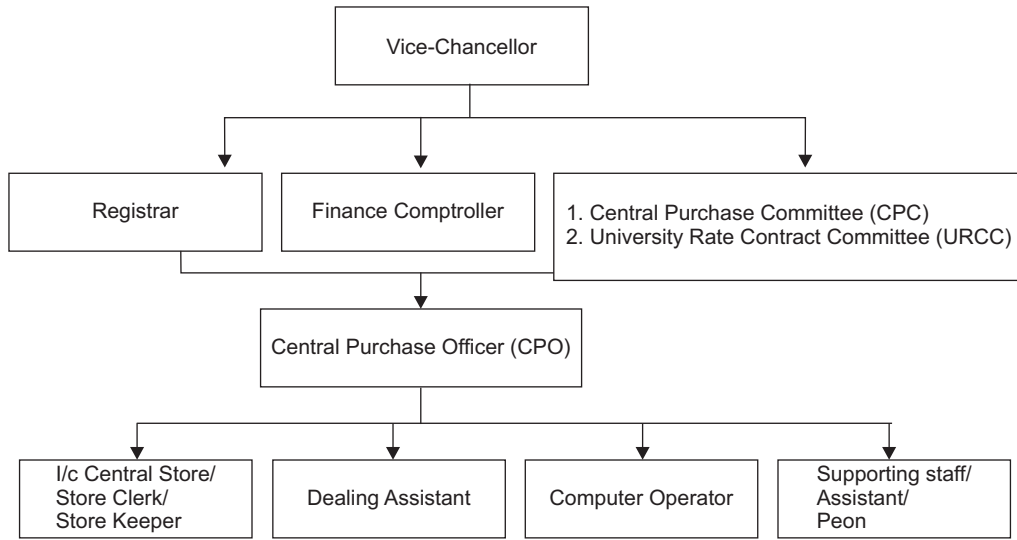 Vice-Chancellor
Registrar
Finance Comptroller
1. Central Purchase Committee (CPC)
2. University Rate Contract Committee (URCC)
Central Purchase Officer (CPO)
I/c Central Store/
Store Clerk/
Store Keeper
Dealing Assistant
Computer Operator
Supporting staff/
Assistant/
Peon